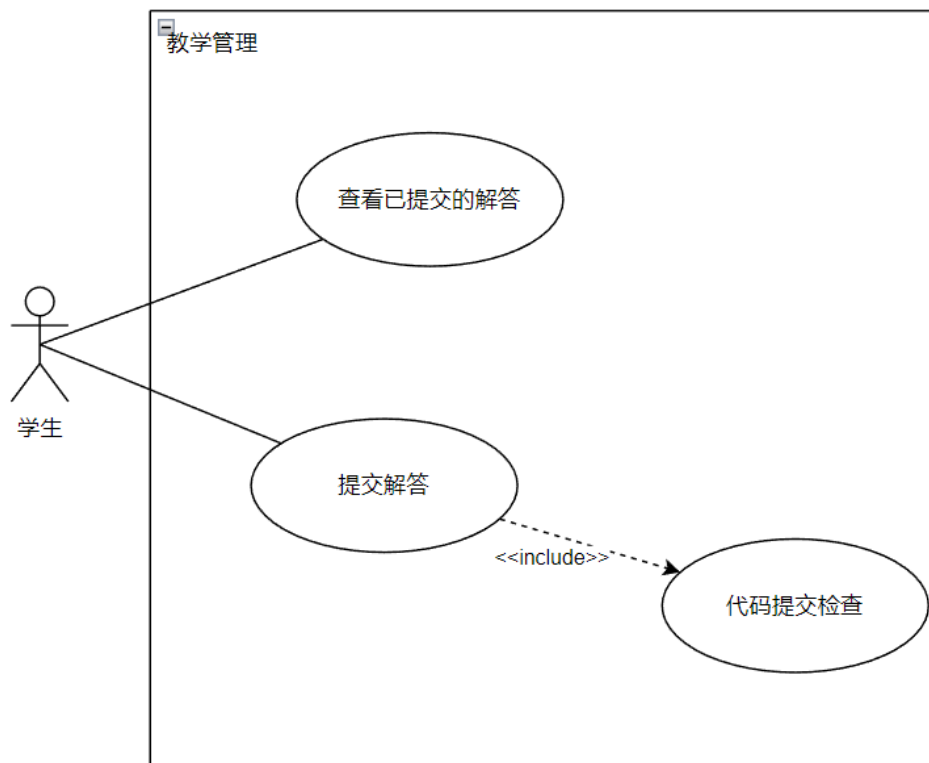 教学管理
查看已提交的解答
学生
提交解答
<<include>>
代码提交检查